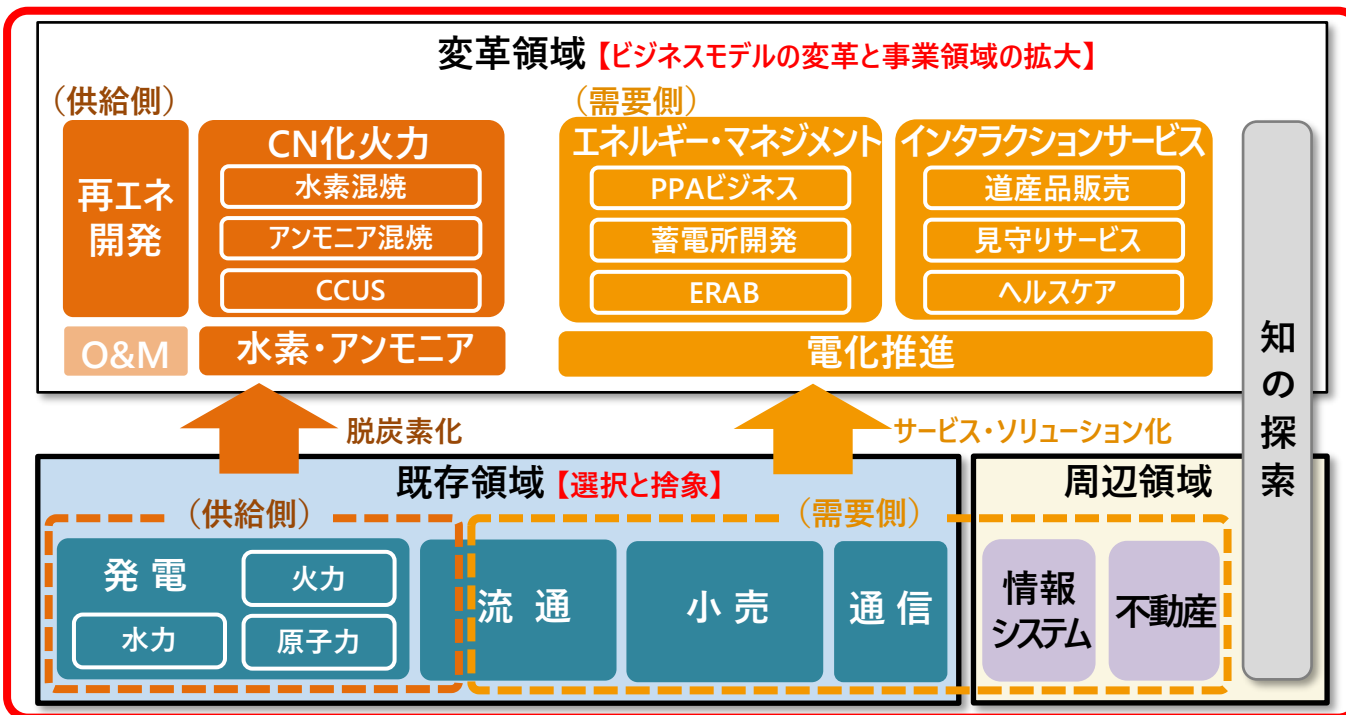 変革領域【ビジネスモデルの変革と事業領域の拡大】
（供給側）
再エネ
開発
CN化火力
水素混焼
アンモニア混焼
CCUS
O&M
水素・アンモニア
（需要側）
エネルギー・マネジメント
PPAビジネス
蓄電所開発
ERAB
インタラクションサービス
道産品販売
見守りサービス
ヘルスケア
電化推進
知の探索
脱炭素化
サービス・ソリューション化
既存領域【選択と捨象】
（供給側）
発電
火力
水力
原子力
（需要側）
流通
小売
通信
周辺領域
情報
システム
不動産